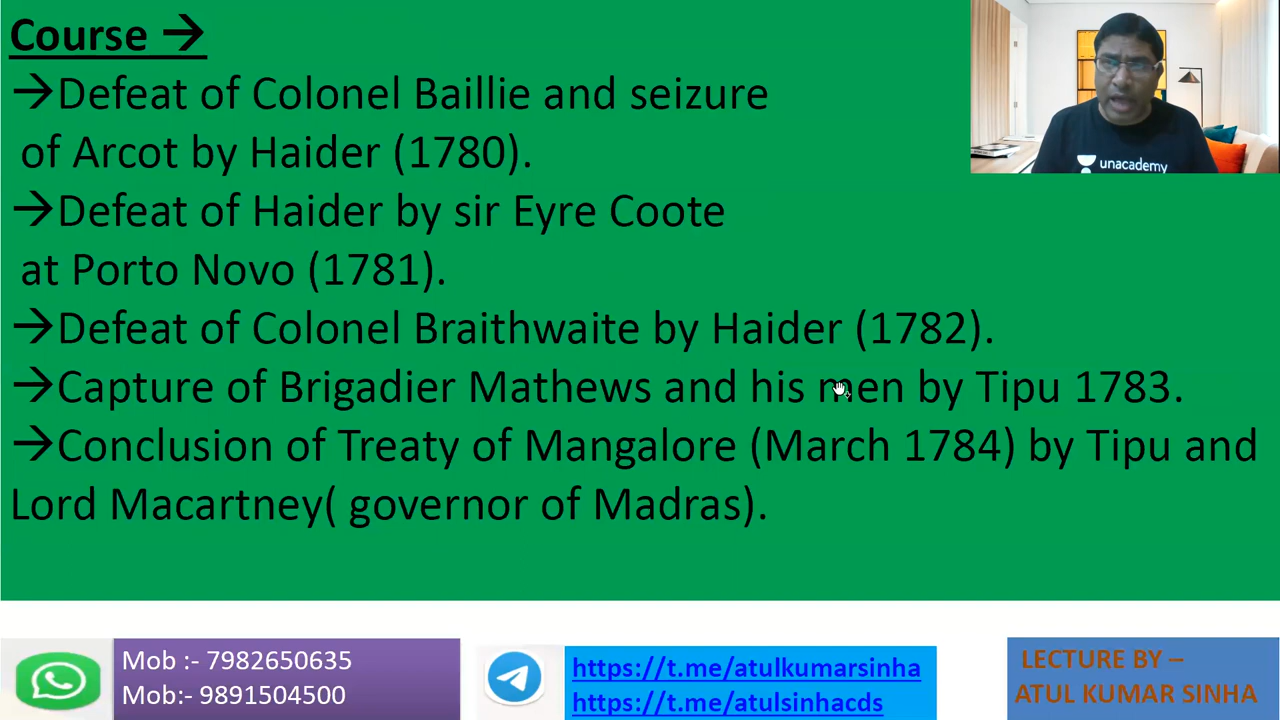 Course →
→Defeat of Colonel Baillie and seizure
of Arcot by Haider (1780).
→Defeat of Haider by sir Eyre Coote
at Porto Novo (1781).
→Defeat of Colonel Braithwaite by Haider (1782).
→Capture of Brigadier Mathews and his men by Tipu 1783.
→Conclusion of Treaty of Mangalore (March 1784) by Tipu and
Lord Macartney( governor of Madras).
unacademy
Mob :- 7982650635
Mob:- 9891504500
https://t.me/atulkumarsinha
https://t.me/atulsinhacds
LECTURE BY –
ATUL KUMAR SINHA